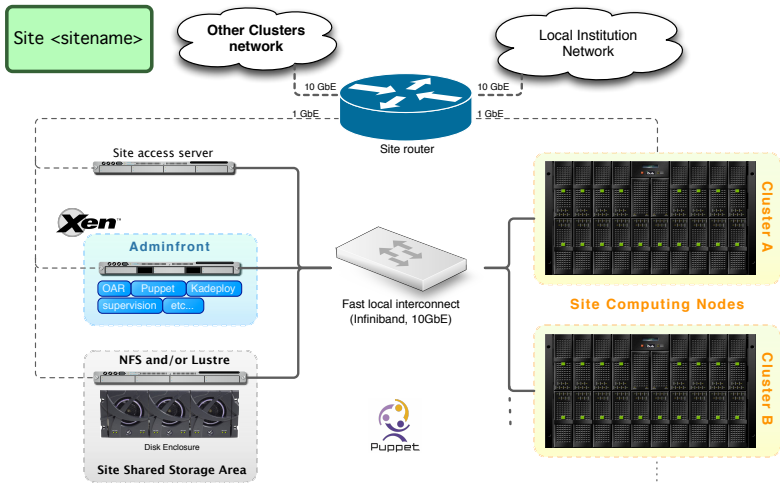 Site <sitename>
Other Clusters
network
Local Institution
Network
10 GbE
10 GbE
1 GbE
1 GbE
Site router
Site access server
Xen™
Adminfront
OAR
Puppet
Kadeploy
supervision
etc...
Fast local interconnect
(Infiniband, 10GbE)
Cluster A
Site Computing Nodes
Cluster B
NFS and/or Lustre
Disk Enclosure
Site Shared Storage Area
Puppet